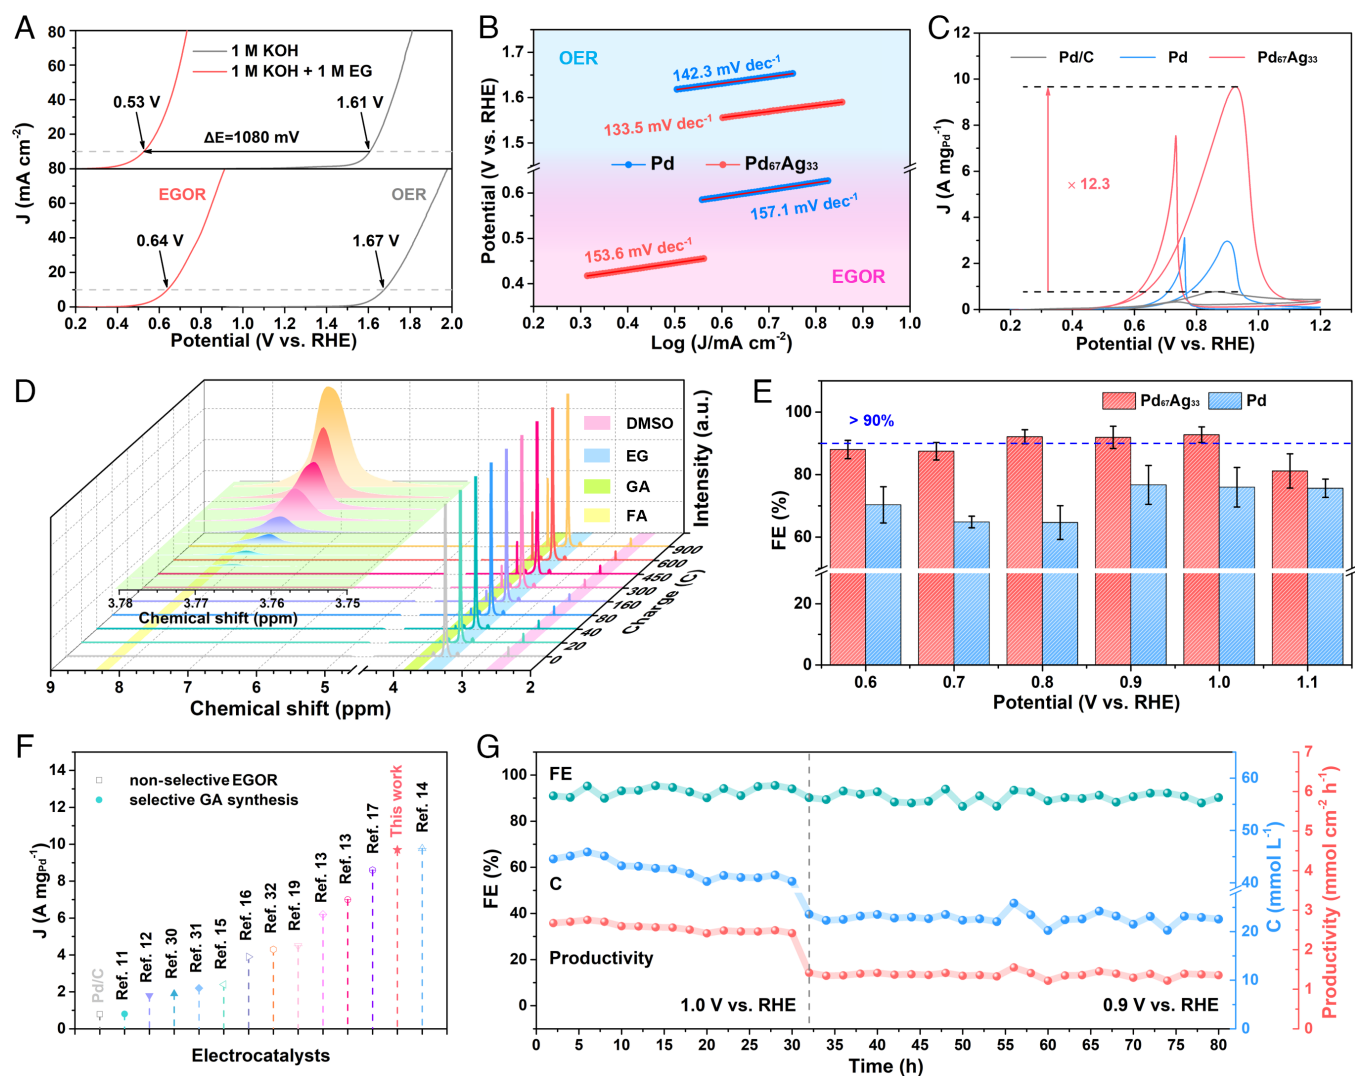 A
80
60
40
20
0
80
60
40
20
0
J (mA cm⁻²)
1 M KOH
1 M KOH + 1 M EG
0.53 V
1.61 V
ΔE=1080 mV
EGOR
OER
0.64 V
1.67 V
0.2 0.4 0.6 0.8 1.0 1.2 1.4 1.6 1.8 2.0
Potential (V vs. RHE)
B
1.7
1.6
1.5
0.6
0.5
0.4
Potential (V vs. RHE)
OER
142.3 mV dec⁻¹
133.5 mV dec⁻¹
Pd
Pd₆₇Ag₃₃
157.1 mV dec⁻¹
153.6 mV dec⁻¹
EGOR
0.2 0.3 0.4 0.5 0.6 0.7 0.8 0.9 1.0
Log (J/mA cm⁻²)
C
12
10
8
6
4
2
0
J (A mg_Pd⁻¹)
Pd/C
Pd
Pd₆₇Ag₃₃
× 12.3
0.2 0.4 0.6 0.8 1.0 1.2
Potential (V vs. RHE)
D
Intensity (a.u.)
DMSO
EG
GA
FA
900
600
450
300
160
80
40
20
0
Charge (C)
3.78 3.77 3.76 3.75
Chemical shift (ppm)
9 8 7 6 5 4 3 2
Chemical shift (ppm)
E
100
80
60
20
0
FE (%)
> 90%
Pd₆₇Ag₃₃
Pd
0.6 0.7 0.8 0.9 1.0 1.1
Potential (V vs. RHE)
F
15
14
12
10
8
6
4
2
0
J (A mg_Pd⁻¹)
non-selective EGOR
selective GA synthesis
Pd/C
Ref. 11
Ref. 12
Ref. 30
Ref. 31
Ref. 15
Ref. 16
Ref. 32
Ref. 19
Ref. 13
Ref. 13
Ref. 17
This work
Ref. 14
Electrocatalysts
G
100
80
60
40
20
0
FE (%)
FE
C
Productivity
1.0 V vs. RHE
0.9 V vs. RHE
0 5 10 15 20 25 30 35 40 45 50 55 60 65 70 75 80
Time (h)
60
50
40
20
10
0
C (mmol L⁻¹)
7
6
5
4
3
2
1
0
Productivity (mmol cm⁻² h⁻¹)